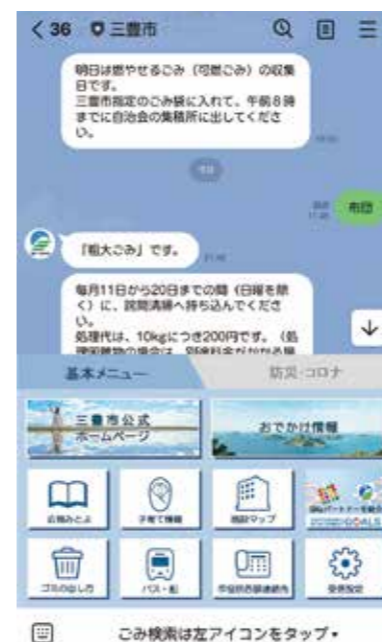 36 三豊市
明日は燃やせるごみ（可燃ごみ）の収集
日です。
三豊市指定のごみ袋に入れて、午前8時
までに自治会の集積所に出してくださ
い。
今日
布団
「粗大ごみ」です。
毎月11日から20日までの間（日曜を除
く）に、詫間清掃へ持ち込んでくださ
い。
処理代は、10kgにつき200円です。（処
基本メニュー 防災・コロナ
三豊市公式
ホームページ
おでかけ情報
広報みとよ 子育て情報 施設マップ
GOALS
ゴミの出し方 バス・船 受信設定
ごみ検索は左アイコンをタップ